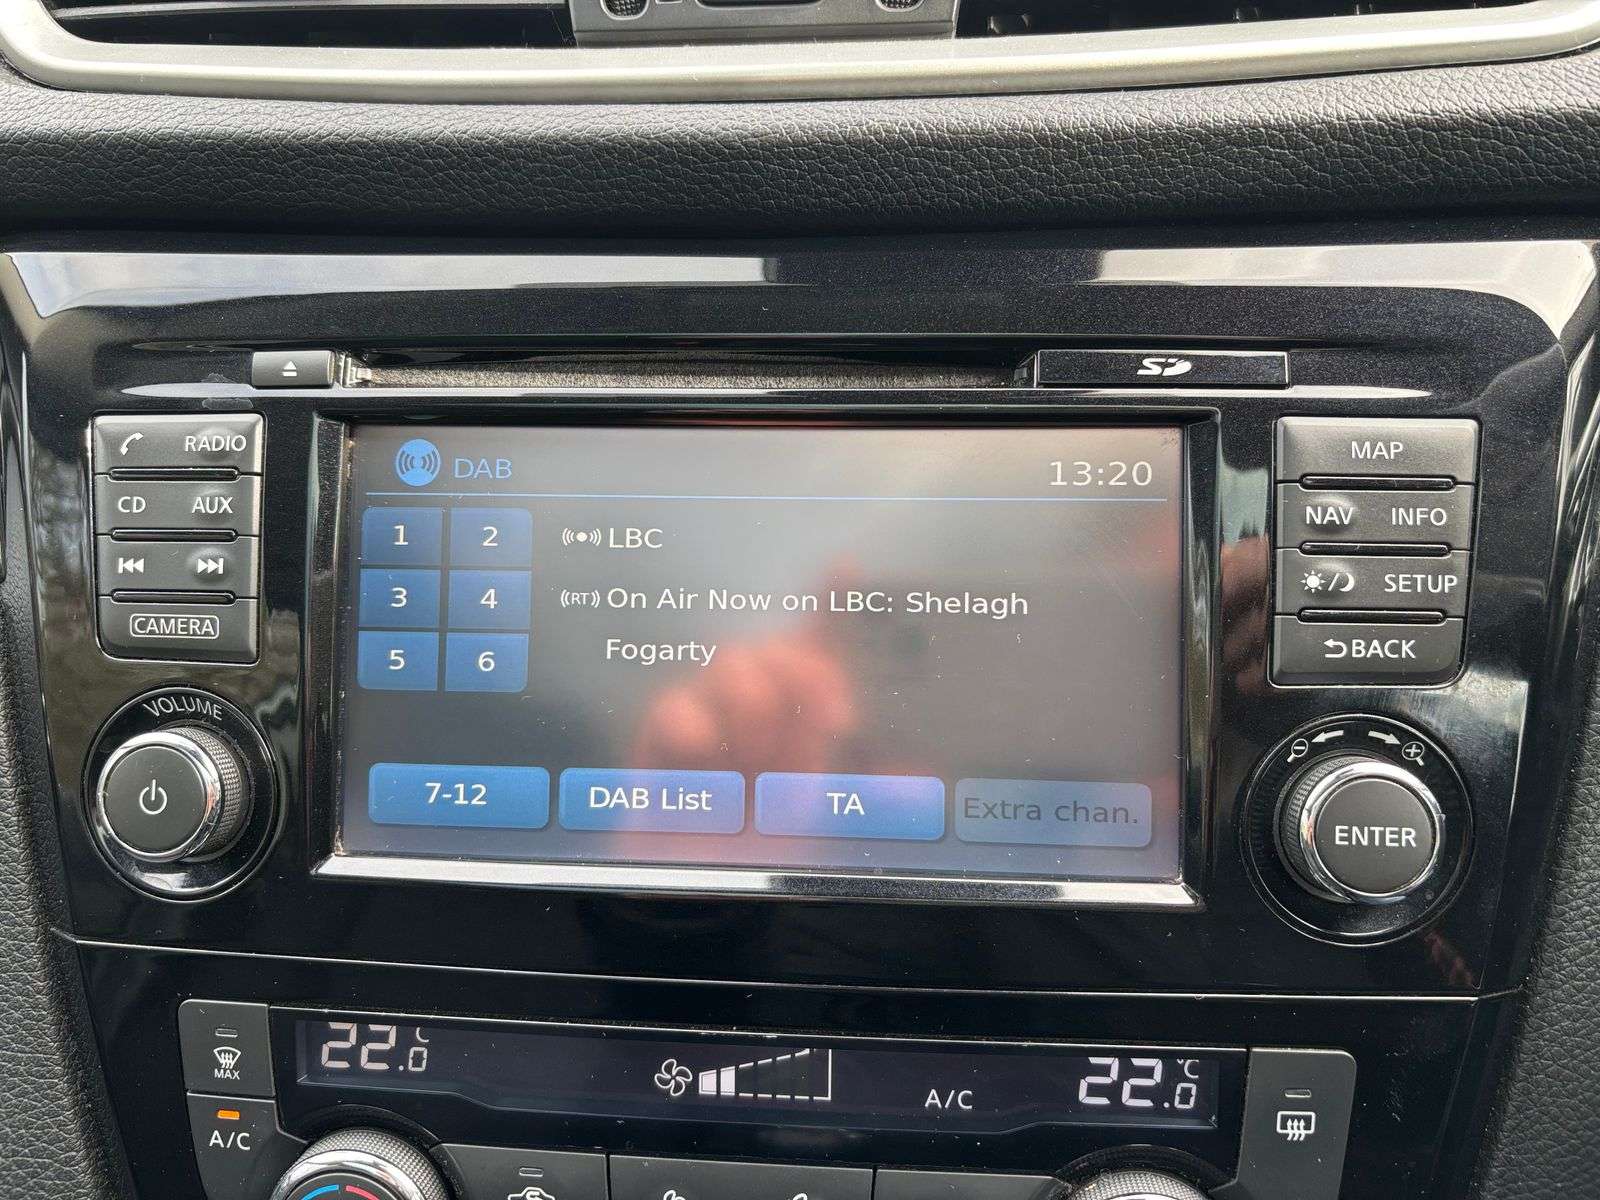 SD
RADIO
CD AUX
CAMERA
VOLUME
DAB 13:20
1 2
3 4
5 6
LBC
(RT) On Air Now on LBC: Shelagh
Fogarty
7-12 DAB List TA Extra chan.
MAP
NAV INFO
SETUP
BACK
ENTER
MAX
A/C
22.0 °C
A/C
22.0 °C